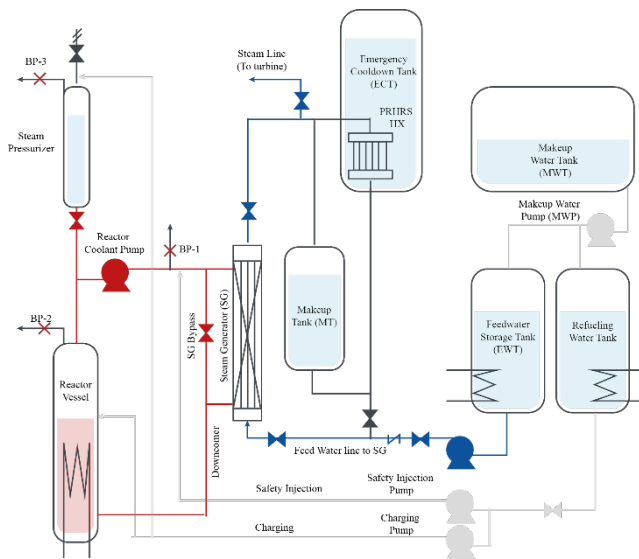 BP-3
Steam
Pressurizer
Steam Line
(To turbine)
Emergency
Cooldown Tank
(ECT)
PRHRS
HX
Makeup
Water Tank
(MWT)
Makeup Water
Pump (MWP)
Reactor
Coolant Pump
BP-1
BP-2
SG Bypass
Steam Generator (SG)
Makeup
Tank (MT)
Feedwater
Storage Tank
(EWT)
Refueling
Water Tank
Reactor
Vessel
Downcomer
Feed Water line to SG
Safety Injection
Safety Injection
Pump
Charging
Charging
Pump